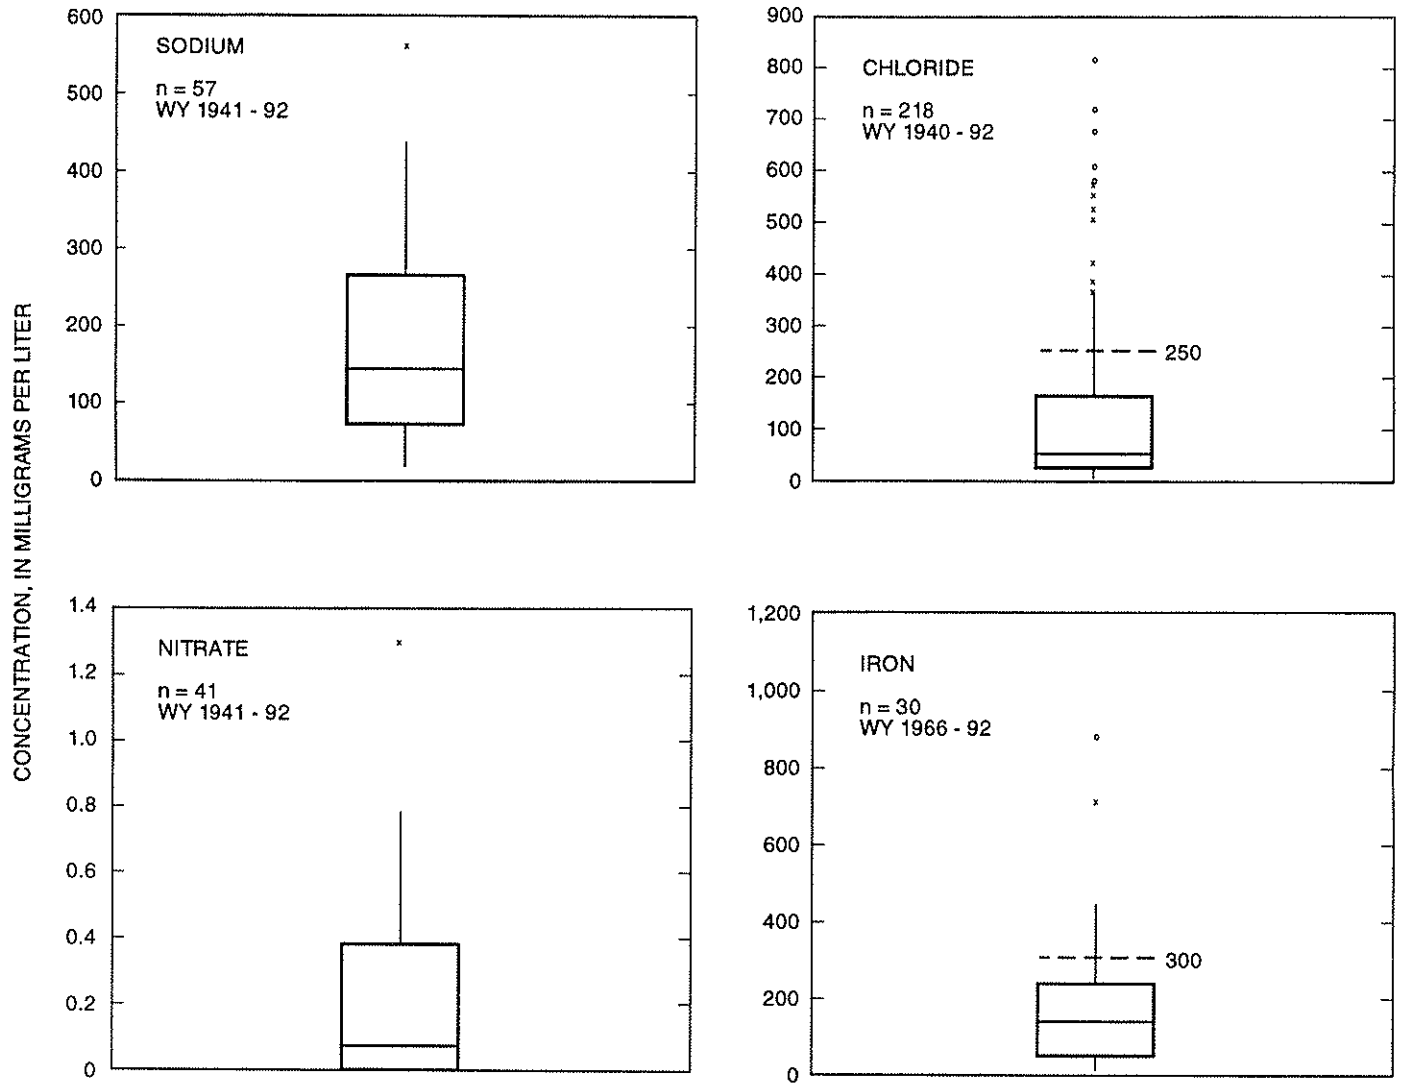 CONCENTRATION, IN MILLIGRAMS PER LITER
600
500
400
300
200
100
0
SODIUM
n = 57
WY 1941 - 92
900
800
700
600
500
400
300
200
100
0
CHLORIDE
n = 218
WY 1940 - 92
250
1.4
1.2
1.0
0.8
0.6
0.4
0.2
0
NITRATE
n = 41
WY 1941 - 92
1,200
1,000
800
600
400
200
0
IRON
n = 30
WY 1966 - 92
300